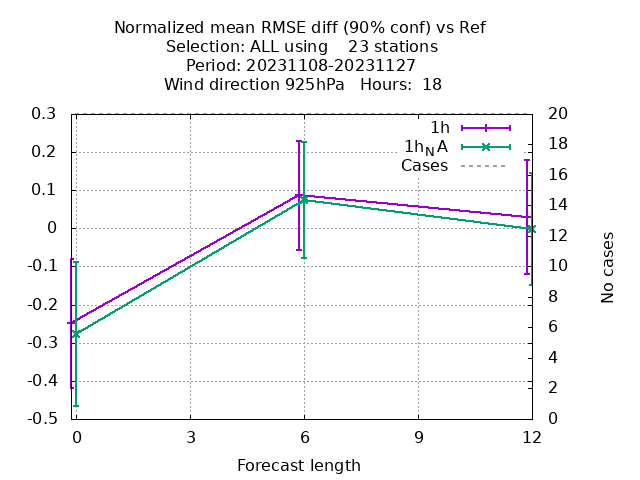 Normalized mean RMSE diff (90% conf) vs Ref
Selection: ALL using    23 stations
Period: 20231108-20231127
Wind direction 925hPa   Hours:  18
1h
1h_NA
Cases
0.3
0.2
0.1
0
-0.1
-0.2
-0.3
-0.4
-0.5
20
18
16
14
12
10
8
6
4
2
0
No cases
0 3 6 9 12
Forecast length